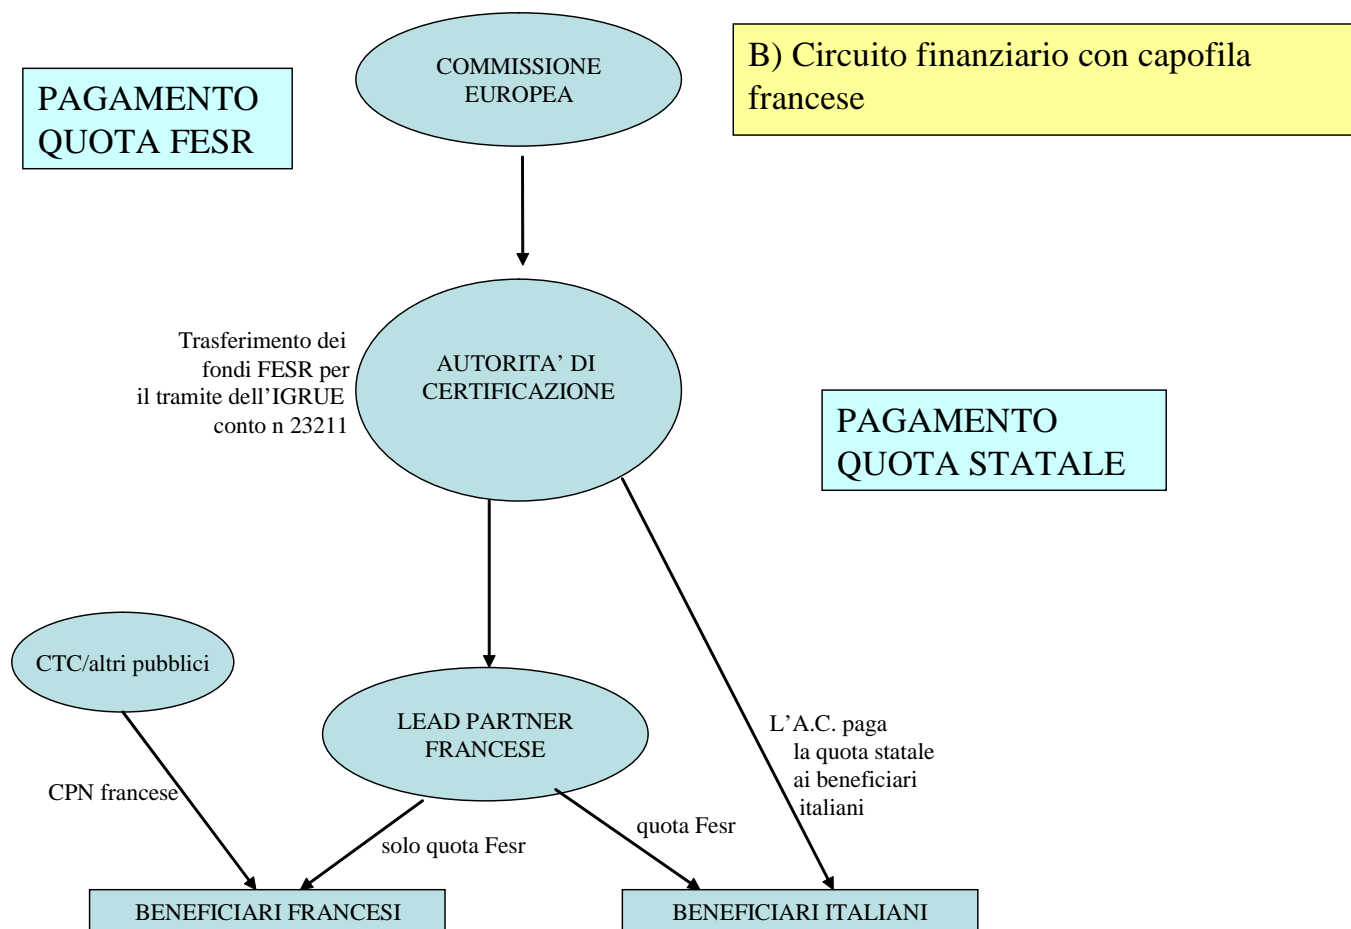 COMMISSIONE
EUROPEA
B) Circuito finanziario con capofila
francese
PAGAMENTO
QUOTA FESR
Trasferimento dei
fondi FESR per
il tramite dell’IGRUE
conto n 23211
AUTORITA’ DI
CERTIFICAZIONE
PAGAMENTO
QUOTA STATALE
CTC/altri pubblici
LEAD PARTNER
FRANCESE
L’A.C. paga
la quota statale
ai beneficiari
italiani
CPN francese
solo quota Fesr
quota Fesr
BENEFICIARI FRANCESI
BENEFICIARI ITALIANI